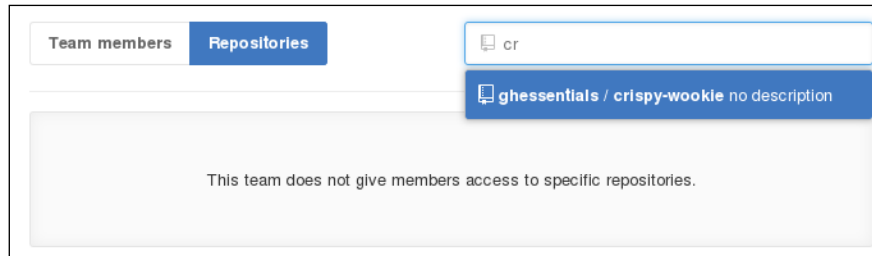 Team members Repositories cr
ghessentials / crispy-wookie no description
This team does not give members access to specific repositories.